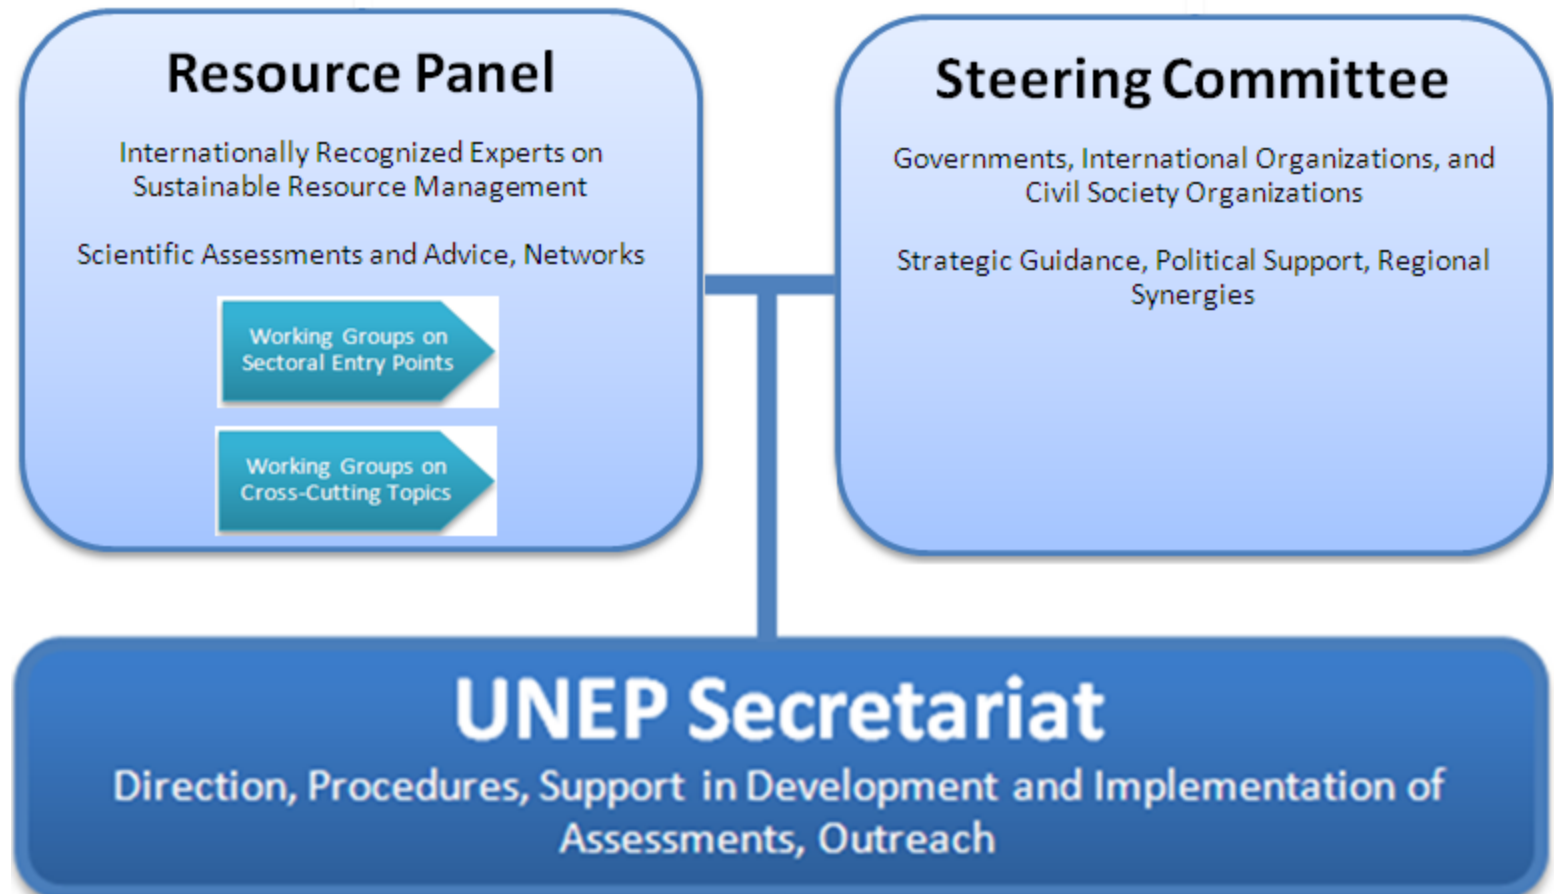 Resource Panel
Internationally Recognized Experts on
Sustainable Resource Management
Scientific Assessments and Advice, Networks
Working Groups on
Sectoral Entry Points
Working Groups on
Cross-Cutting Topics
Steering Committee
Governments, International Organizations, and
Civil Society Organizations
Strategic Guidance, Political Support, Regional
Synergies
UNEP Secretariat
Direction, Procedures, Support in Development and Implementation of
Assessments, Outreach